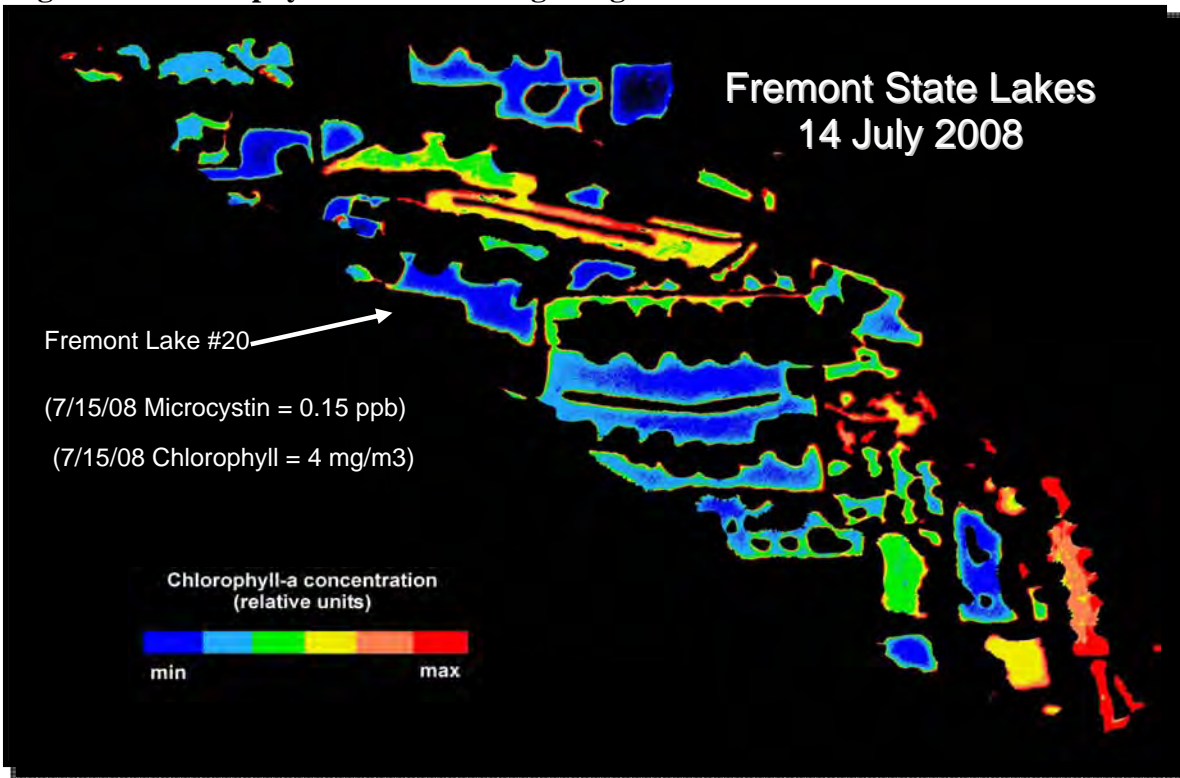 Fremont State Lakes
14 July 2008
Fremont Lake #20
(7/15/08 Microcystin = 0.15 ppb)
(7/15/08 Chlorophyll = 4 mg/m3)
Chlorophyll-a concentration
(relative units)
min max